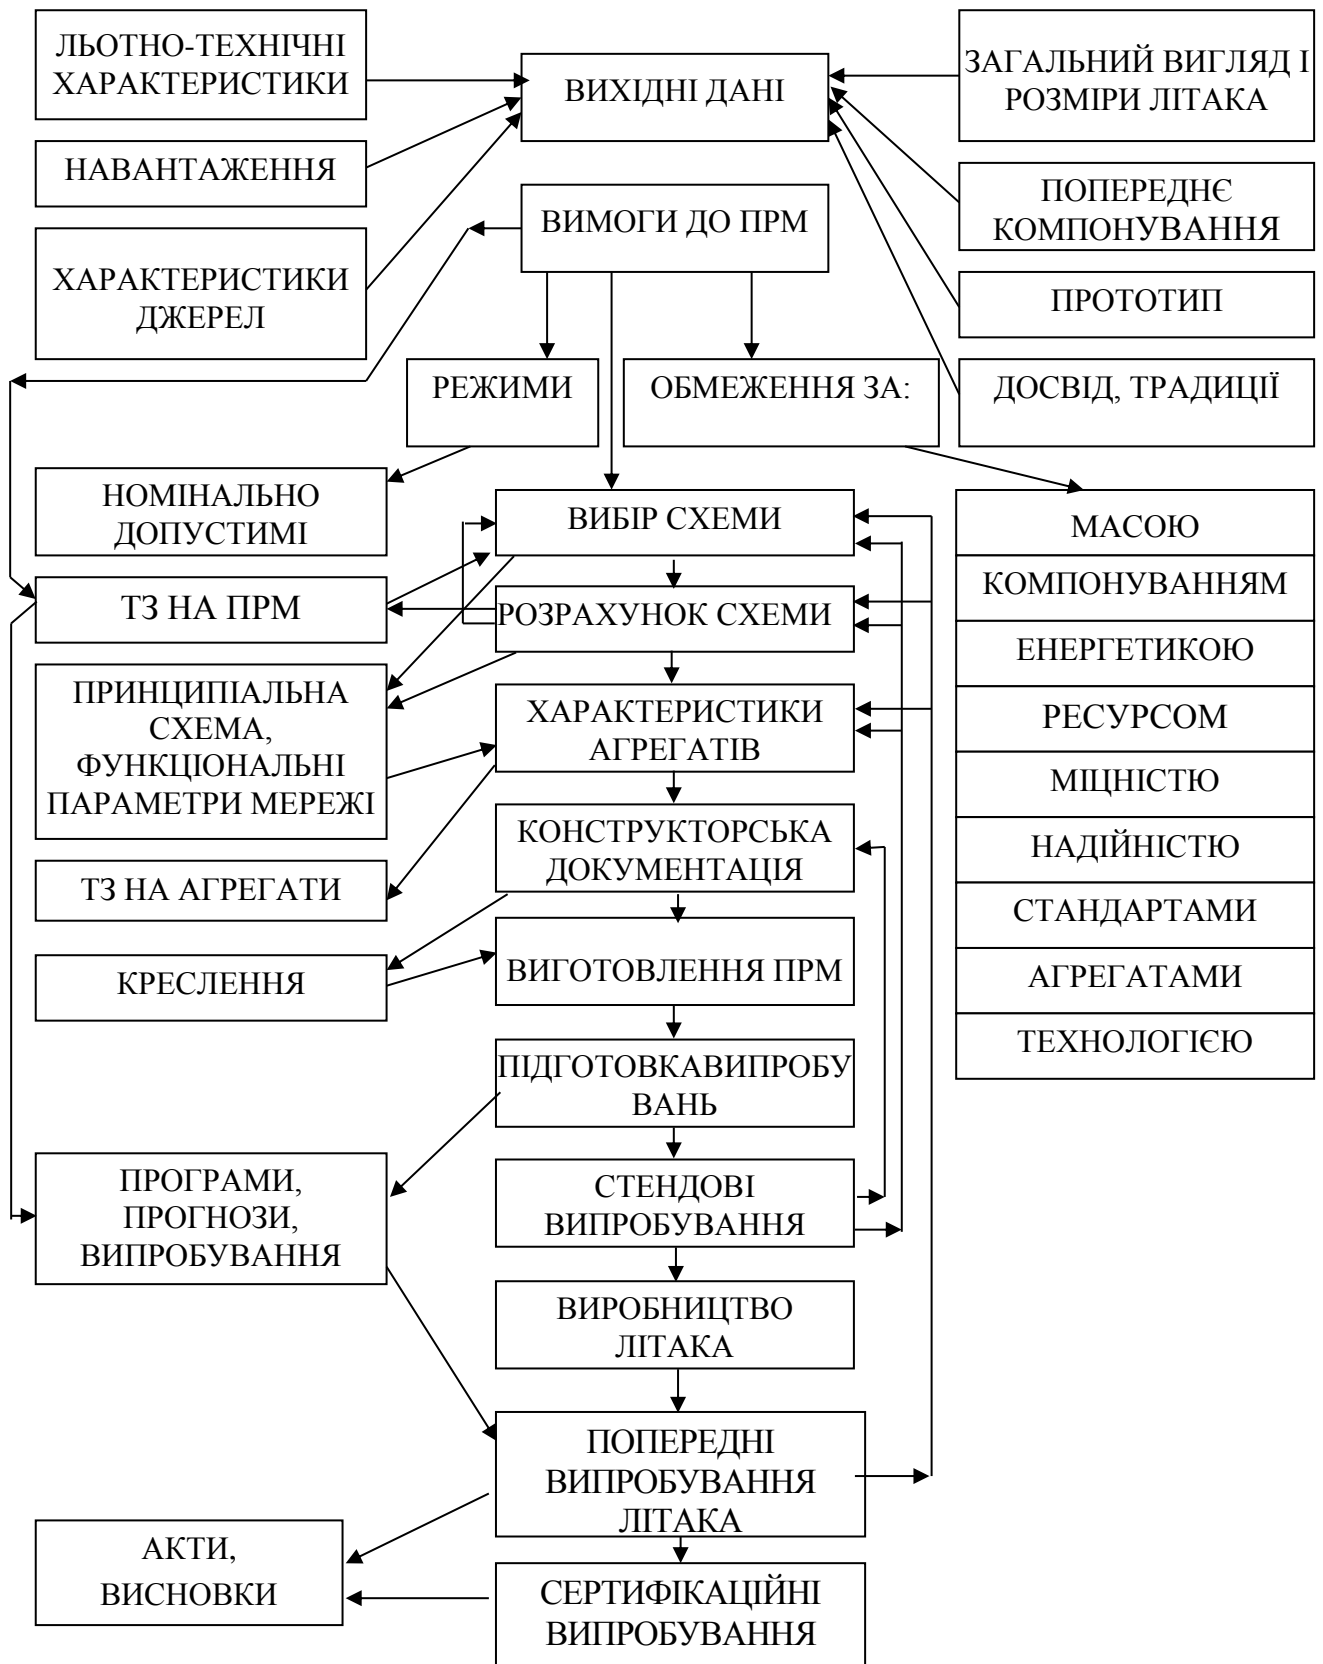 ЛЬОТНО-ТЕХНІЧНІ
ХАРАКТЕРИСТИКИ
ВИХІДНІ ДАНІ
ЗАГАЛЬНИЙ ВИГЛЯД І
РОЗМІРИ ЛІТАКА
НАВАНТАЖЕННЯ
ПОПЕРЕДНЄ
КОМПОНУВАННЯ
ВИМОГИ ДО ПРМ
ХАРАКТЕРИСТИКИ
ДЖЕРЕЛ
ПРОТОТИП
РЕЖИМИ
ОБМЕЖЕННЯ ЗА:
ДОСВІД, ТРАДИЦІЇ
НОМІНАЛЬНО
ДОПУСТИМІ
ВИБІР СХЕМИ
МАСОЮ
КОМПОНУВАННЯМ
ЕНЕРГЕТИКОЮ
РЕСУРСОМ
МІЦНІСТЮ
НАДІЙНІСТЮ
СТАНДАРТАМИ
АГРЕГАТАМИ
ТЕХНОЛОГІЄЮ
ТЗ НА ПРМ
РОЗРАХУНОК СХЕМИ
ПРИНЦИПІАЛЬНА
СХЕМА,
ФУНКЦІОНАЛЬНІ
ПАРАМЕТРИ МЕРЕЖІ
ХАРАКТЕРИСТИКИ
АГРЕГАТІВ
КОНСТРУКТОРСЬКА
ДОКУМЕНТАЦІЯ
ТЗ НА АГРЕГАТИ
КРЕСЛЕННЯ
ВИГОТОВЛЕННЯ ПРМ
ПІДГОТОВКАВИПРОБУ
ВАНЬ
ПРОГРАМИ,
ПРОГНОЗИ,
ВИПРОБУВАННЯ
СТЕНДОВІ
ВИПРОБУВАННЯ
ВИРОБНИЦТВО
ЛІТАКА
ПОПЕРЕДНІ
ВИПРОБУВАННЯ
ЛІТАКА
АКТИ,
ВИСНОВКИ
СЕРТИФІКАЦІЙНІ
ВИПРОБУВАННЯ